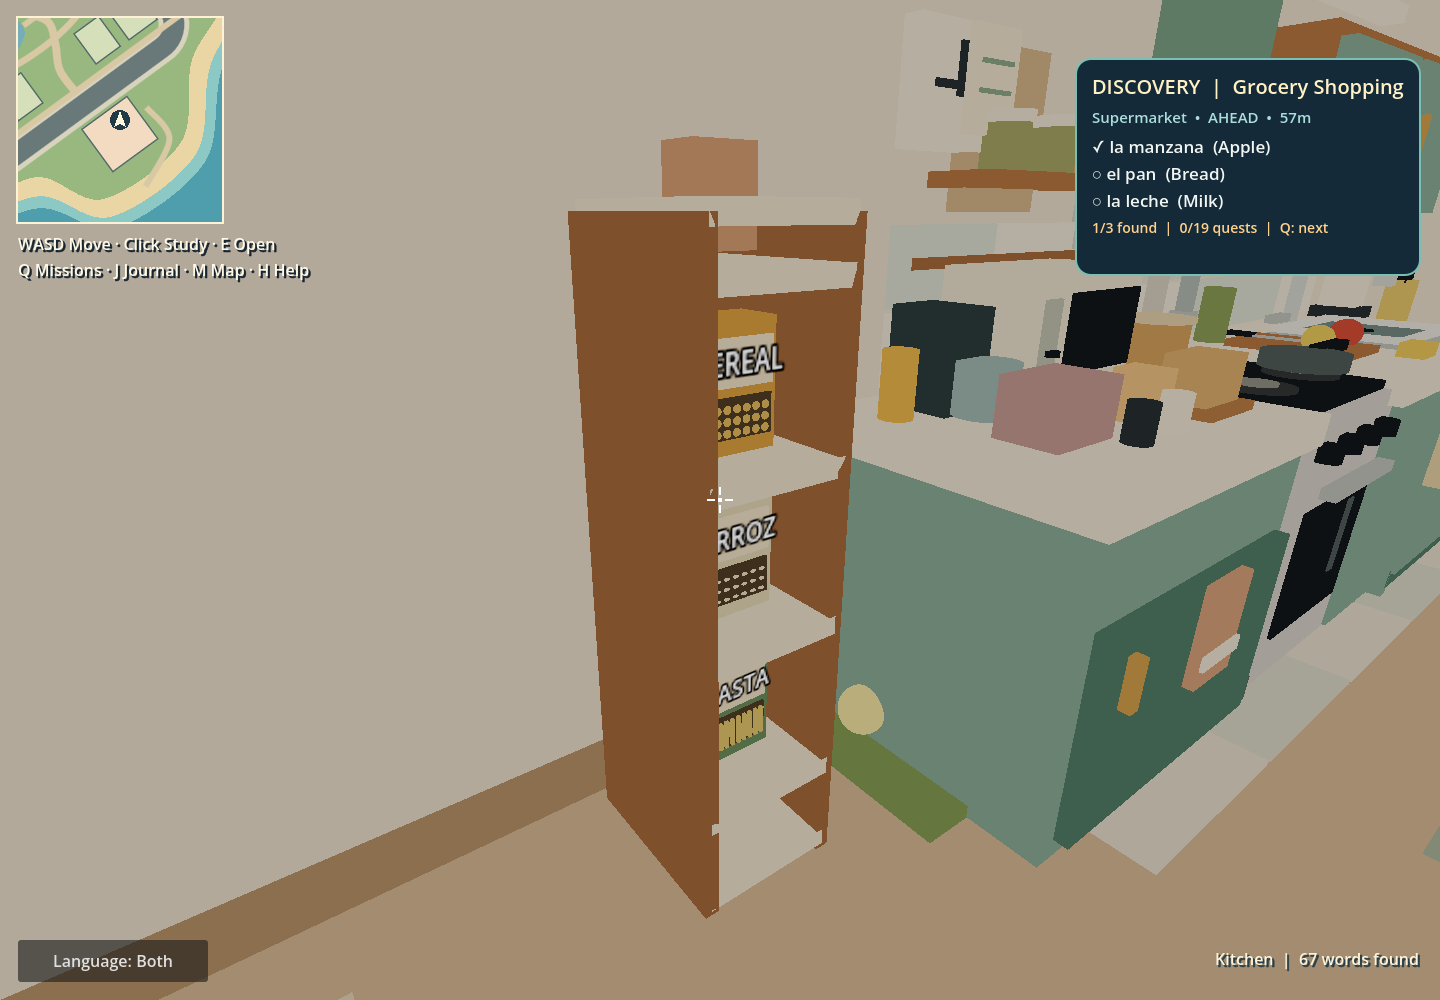 DISCOVERY | Grocery Shopping
Supermarket • AHEAD • 57m
✓ la manzana (Apple)
○ el pan (Bread)
○ la leche (Milk)
1/3 found | 0/19 quests | Q: next
WASD Move · Click Study · E Open
Q Missions · J Journal · M Map · H Help
EREAL
RROZ
ASTA
Language: Both
Kitchen | 67 words found